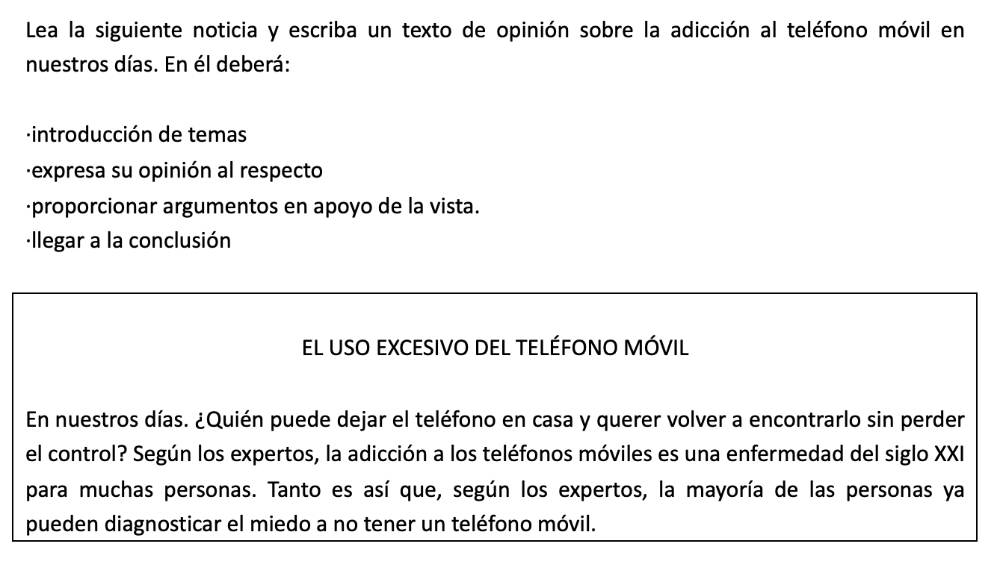 Lea la siguiente noticia y escriba un texto de opinión sobre la adicción al teléfono móvil en
nuestros días. En él deberá:
·introducción de temas
·expresa su opinión al respecto
·proporcionar argumentos en apoyo de la vista.
·llegar a la conclusión
EL USO EXCESIVO DEL TELÉFONO MÓVIL
En nuestros días. ¿Quién puede dejar el teléfono en casa y querer volver a encontrarlo sin perder
el control? Según los expertos, la adicción a los teléfonos móviles es una enfermedad del siglo XXI
para muchas personas. Tanto es así que, según los expertos, la mayoría de las personas ya
pueden diagnosticar el miedo a no tener un teléfono móvil.